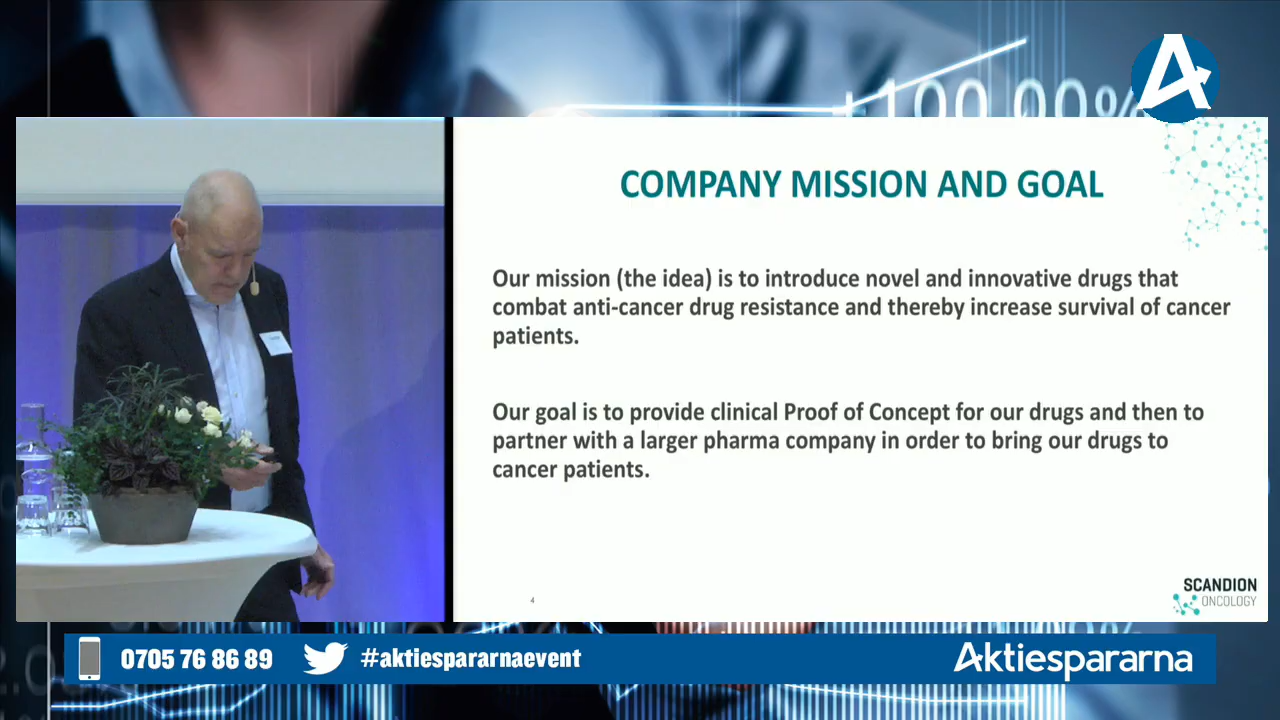 +100.00%
COMPANY MISSION AND GOAL
Our mission (the idea) is to introduce novel and innovative drugs that
combat anti-cancer drug resistance and thereby increase survival of cancer
patients.
Our goal is to provide clinical Proof of Concept for our drugs and then to
partner with a larger pharma company in order to bring our drugs to
cancer patients.
4
SCANDION
ONCOLOGY
0705 76 86 89
#aktiespararnaevent
Aktiespararna